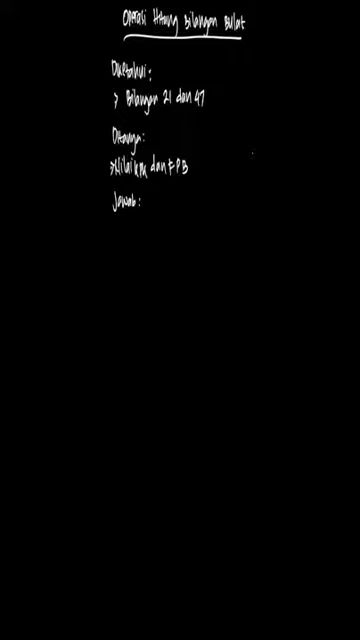 Operasi Hitung Bilangan Bulat
Diketahui:
> Bilangan 21 dan 47
Ditanya:
> Nilai KPK dan FPB
Jawab: